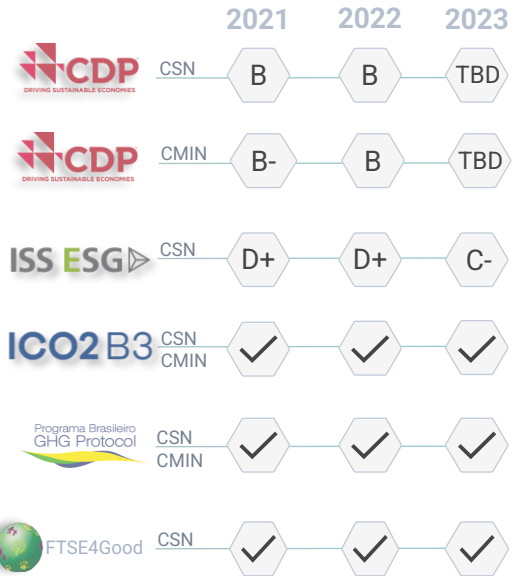 2021 2022 2023
CDP CSN B B TBD
DRIVING SUSTAINABLE ECONOMIES
CDP CMIN B- B TBD
DRIVING SUSTAINABLE ECONOMIES
ISS ESG CSN D+ D+ C-
ICO2 B3 CSN
CMIN
Programa Brasileiro
GHG Protocol CSN
CMIN
FTSE4Good CSN